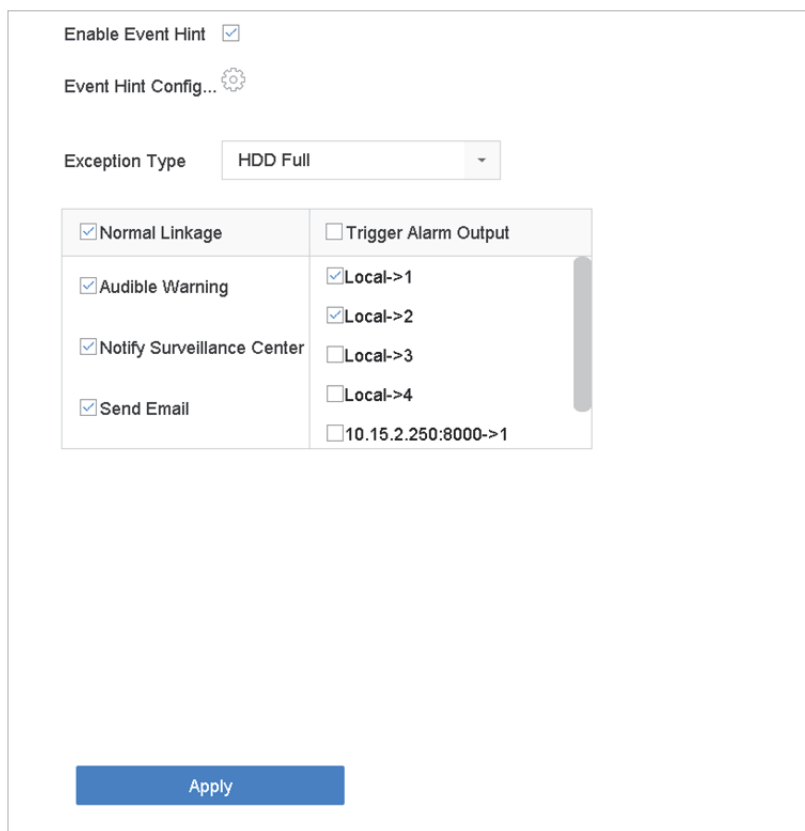 Enable Event Hint
Event Hint Config...
Exception Type HDD Full
Normal Linkage Trigger Alarm Output
Audible Warning
Notify Surveillance Center
Send Email
Local->1
Local->2
Local->3
Local->4
10.15.2.250:8000->1
Apply